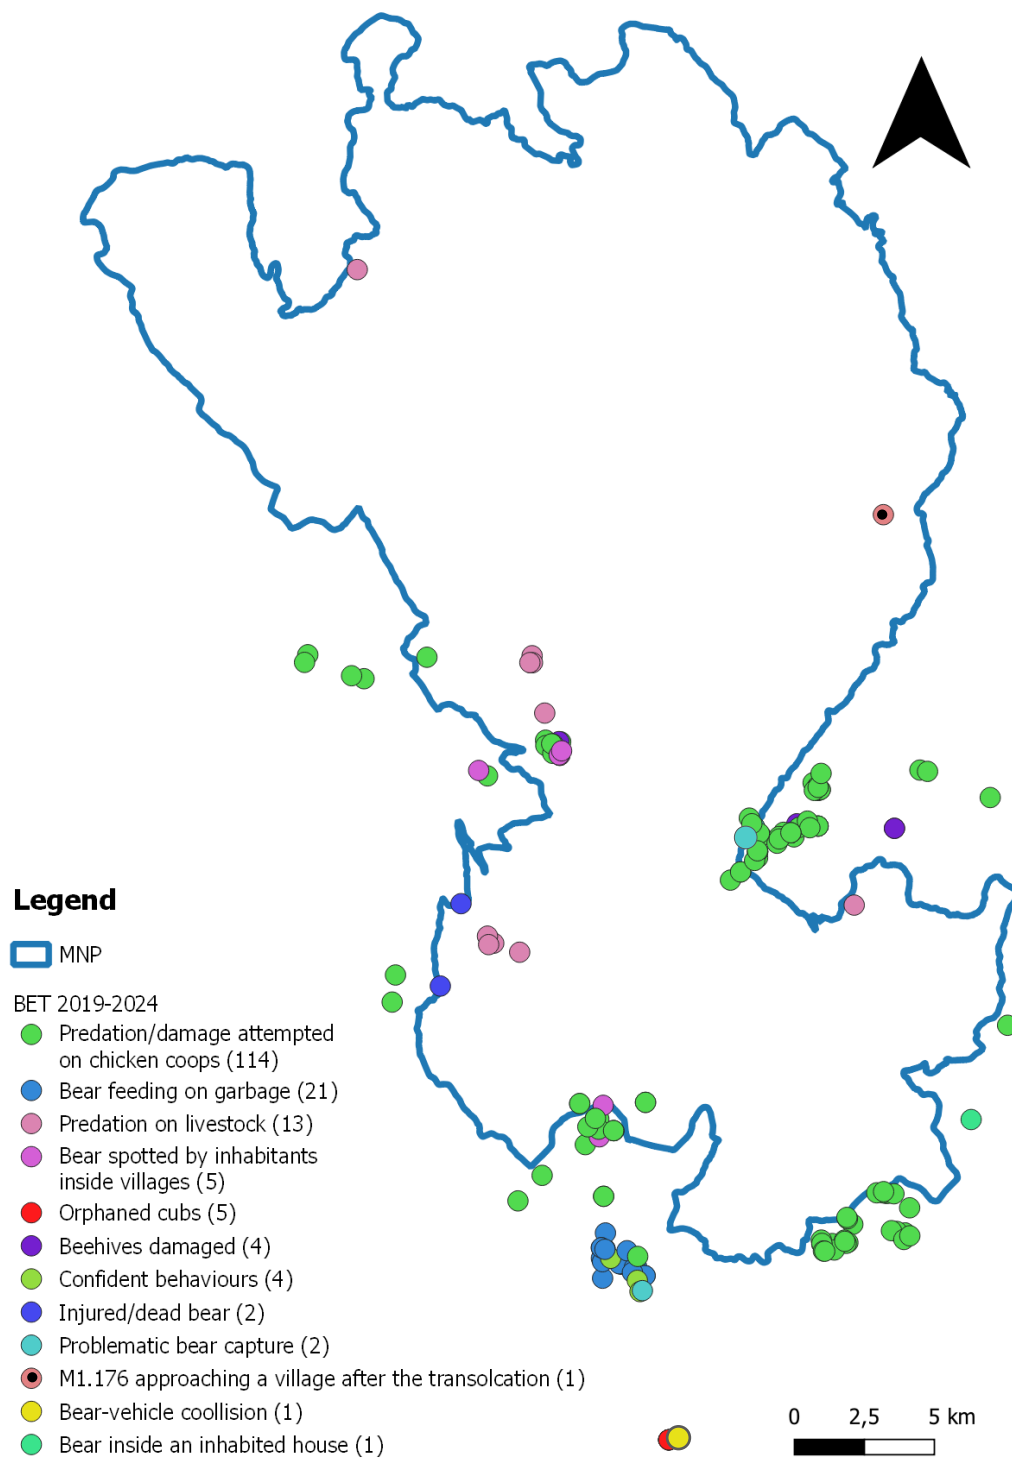 Legend
MNP
BET 2019-2024
Predation/damage attempted
on chicken coops (114)
Bear feeding on garbage (21)
Predation on livestock (13)
Bear spotted by inhabitants
inside villages (5)
Orphaned cubs (5)
Beehives damaged (4)
Confident behaviours (4)
Injured/dead bear (2)
Problematic bear capture (2)
M1.176 approaching a village after the transolcation (1)
Bear-vehicle coollision (1)
Bear inside an inhabited house (1)
0 2,5 5 km